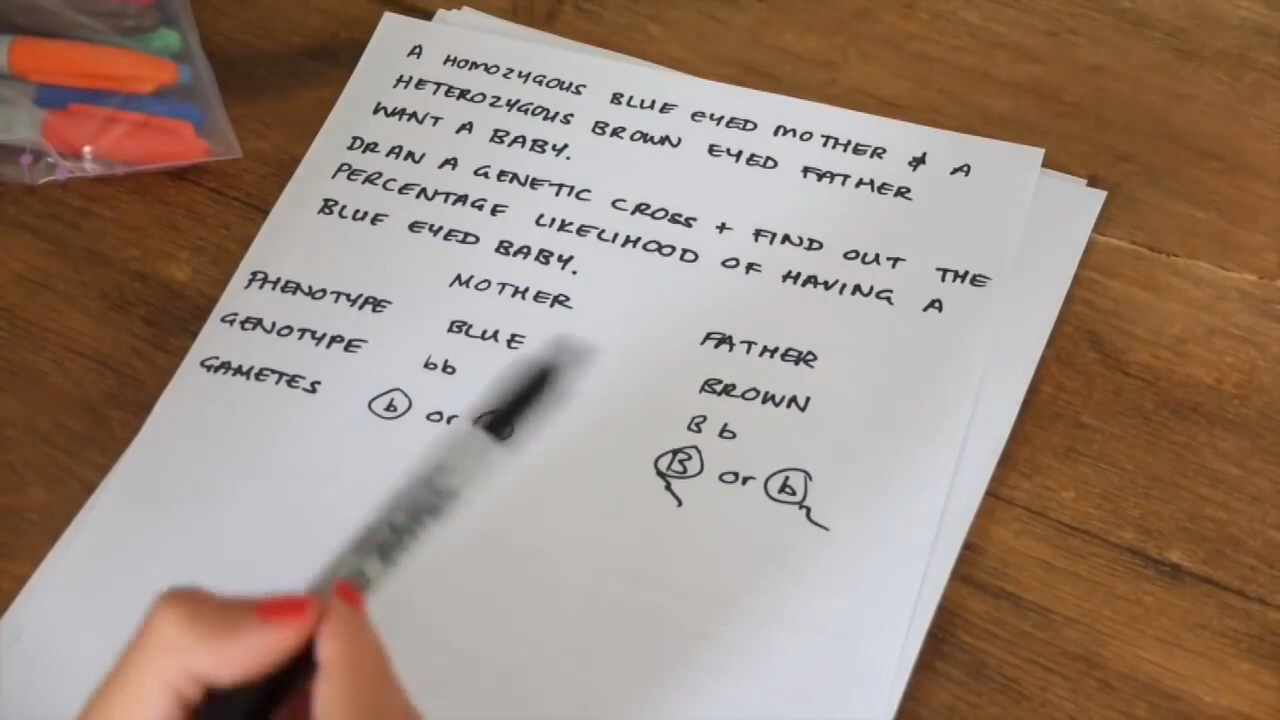 A HOMOZYGOUS BLUE EYED MOTHER & A
HETEROZYGOUS BROWN EYED FATHER
WANT A BABY.
DRAN A GENETIC CROSS + FIND OUT THE
PERCENTAGE LIKELIHOOD OF HAVING A
BLUE EYED BABY.
MOTHER FATHER
PHENOTYPE BLUE BROWN
GENOTYPE bb Bb
GAMETES b or B or b